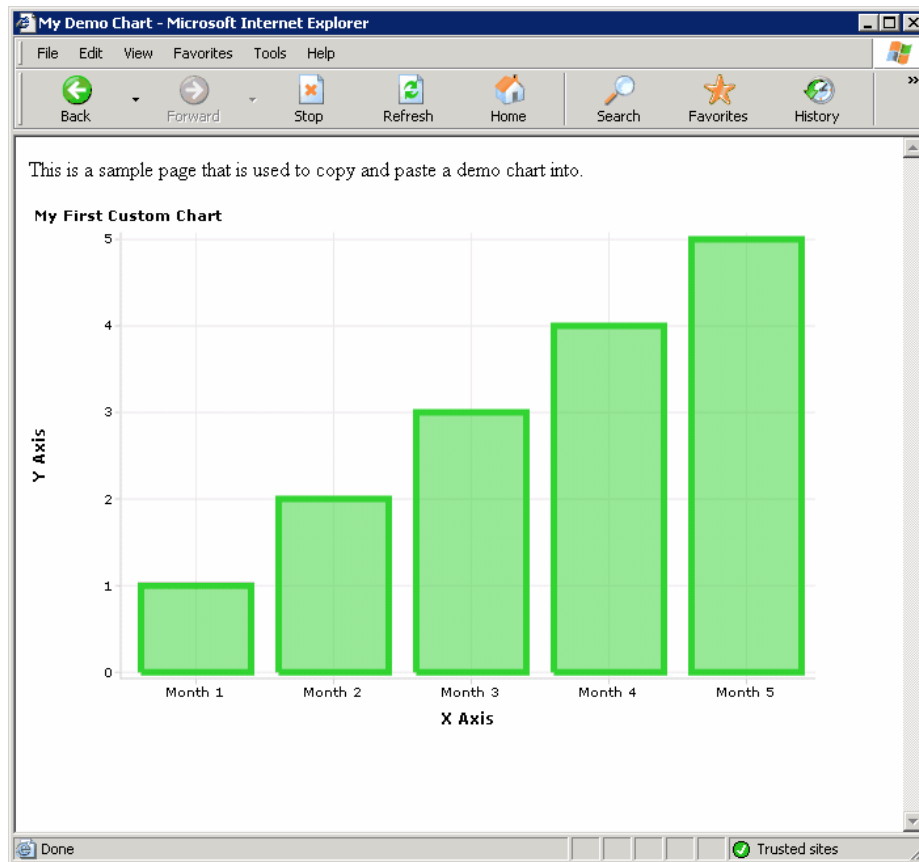 My Demo Chart - Microsoft Internet Explorer
File Edit View Favorites Tools Help
Back Forward Stop Refresh Home Search Favorites History »
This is a sample page that is used to copy and paste a demo chart into.
My First Custom Chart
5
4
3
2
1
0
Y Axis
Month 1 Month 2 Month 3 Month 4 Month 5
X Axis
Done Trusted sites